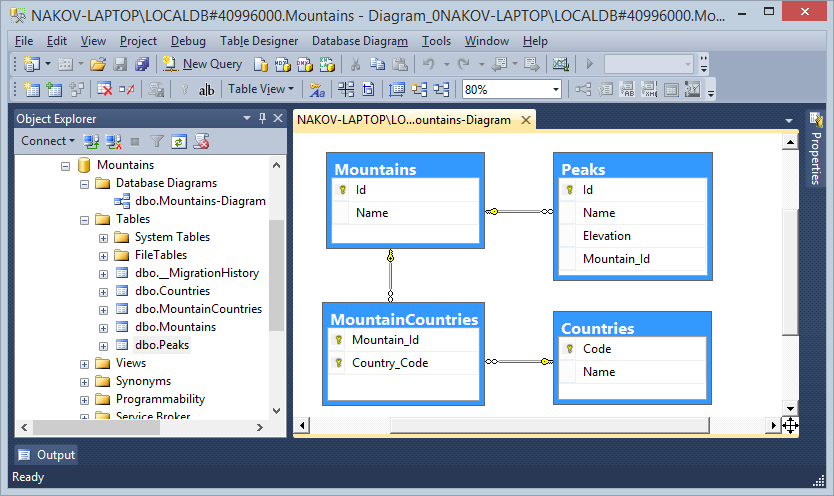 NAKOV-LAPTOP\LOCALDB#40996000.Mountains - Diagram_0NAKOV-LAPTOP\LOCALDB#40996000.Mo...
File Edit View Project Debug Table Designer Database Diagram Tools Window Help
New Query
ab| Table View 80%
Object Explorer
NAKOV-LAPTOP\LO...ountains-Diagram
Properties
Connect
Mountains
Database Diagrams
dbo.Mountains-Diagram
Tables
System Tables
FileTables
dbo.__MigrationHistory
dbo.Countries
dbo.MountainCountries
dbo.Mountains
dbo.Peaks
Views
Synonyms
Programmability
Service Broker
Mountains
Id
Name
Peaks
Id
Name
Elevation
Mountain_Id
MountainCountries
Mountain_Id
Country_Code
Countries
Code
Name
Output
Ready